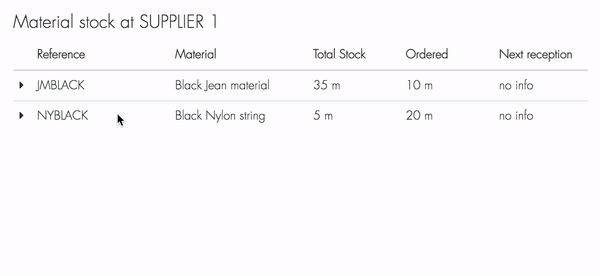 Material stock at SUPPLIER 1
Reference Material Total Stock Ordered Next reception
JMBLACK Black Jean material 35 m 10 m no info
NYBLACK Black Nylon string 5 m 20 m no info